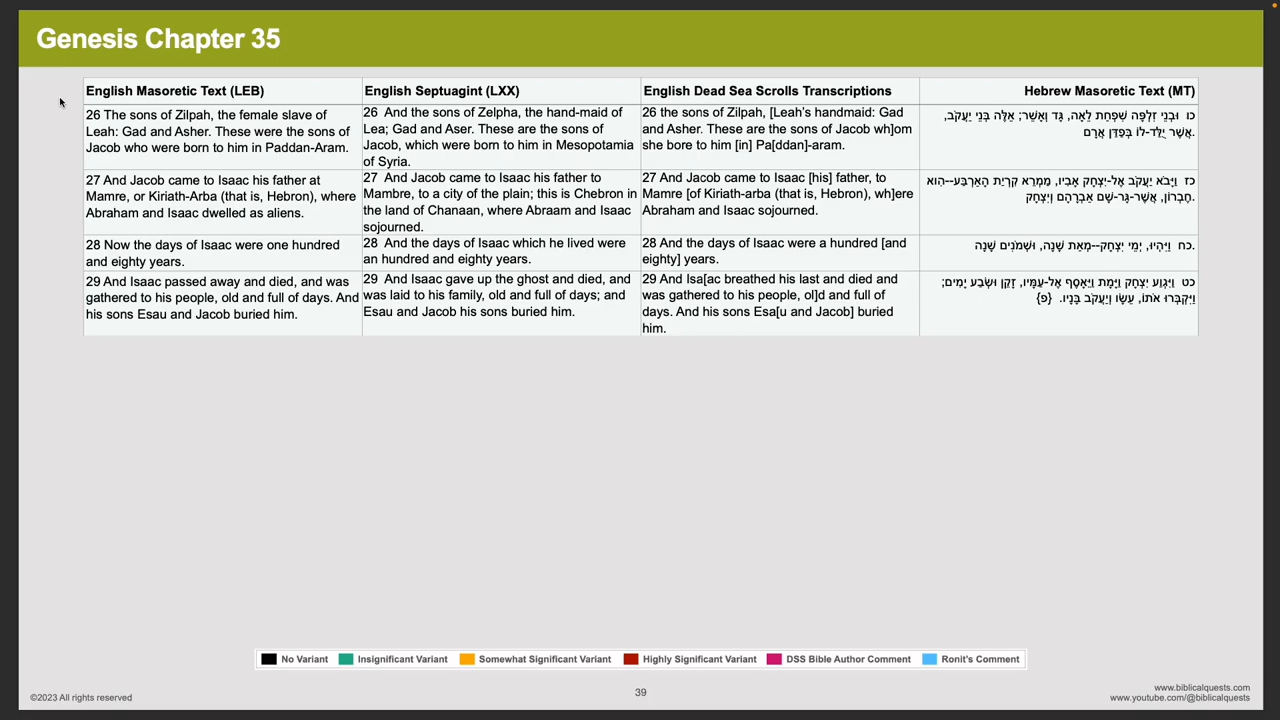 Genesis Chapter 35
English Masoretic Text (LEB)
English Septuagint (LXX)
English Dead Sea Scrolls Transcriptions
Hebrew Masoretic Text (MT)
26 The sons of Zilpah, the female slave of
Leah: Gad and Asher. These were the sons of
Jacob who were born to him in Paddan-Aram.
26 And the sons of Zelpha, the hand-maid of
Lea; Gad and Aser. These are the sons of
Jacob, which were born to him in Mesopotamia
of Syria.
26 the sons of Zilpah, [Leah's handmaid: Gad
and Asher. These are the sons of Jacob wh]om
she bore to him [in] Pa[ddan]-aram.
כו וּבְנֵי זִלְפָּה שִׁפְחַת לֵאָה, גָּד וְאָשֵׁר; אֵלֶּה בְּנֵי יַעֲקֹב,
אֲשֶׁר יֻלַּד-לוֹ בְּפַדַּן אֲרָם.
27 And Jacob came to Isaac his father at
Mamre, or Kiriath-Arba (that is, Hebron), where
Abraham and Isaac dwelled as aliens.
27 And Jacob came to Isaac his father to
Mambre, to a city of the plain; this is Chebron in
the land of Chanaan, where Abraam and Isaac
sojourned.
27 And Jacob came to Isaac [his] father, to
Mamre [of Kiriath-arba (that is, Hebron), wh]ere
Abraham and Isaac sojourned.
כז וַיָּבֹא יַעֲקֹב אֶל-יִצְחָק אָבִיו, מַמְרֵא קִרְיַת הָאַרְבַּע--הִוא
חֶבְרוֹן, אֲשֶׁר-גָּר-שָׁם אַבְרָהָם וְיִצְחָק.
28 Now the days of Isaac were one hundred
and eighty years.
28 And the days of Isaac which he lived were
an hundred and eighty years.
28 And the days of Isaac were a hundred [and
eighty] years.
כח וַיִּהְיוּ, יְמֵי יִצְחָק--מְאַת שָׁנָה, וּשְׁמֹנִים שָׁנָה.
29 And Isaac passed away and died, and was
gathered to his people, old and full of days. And
his sons Esau and Jacob buried him.
29 And Isaac gave up the ghost and died, and
was laid to his family, old and full of days; and
Esau and Jacob his sons buried him.
29 And Isa[ac breathed his last and died and
was gathered to his people, ol]d and full of
days. And his sons Esa[u and Jacob] buried
him.
כט וַיִּגְוַע יִצְחָק וַיָּמָת וַיֵּאָסֶף אֶל-עַמָּיו, זָקֵן וּשְׂבַע יָמִים;
וַיִּקְבְּרוּ אֹתוֹ, עֵשָׂו וְיַעֲקֹב בָּנָיו. {פ}
No Variant
Insignificant Variant
Somewhat Significant Variant
Highly Significant Variant
DSS Bible Author Comment
Ronit's Comment
©2023 All rights reserved
39
www.biblicalquests.com
www.youtube.com/@biblicalquests